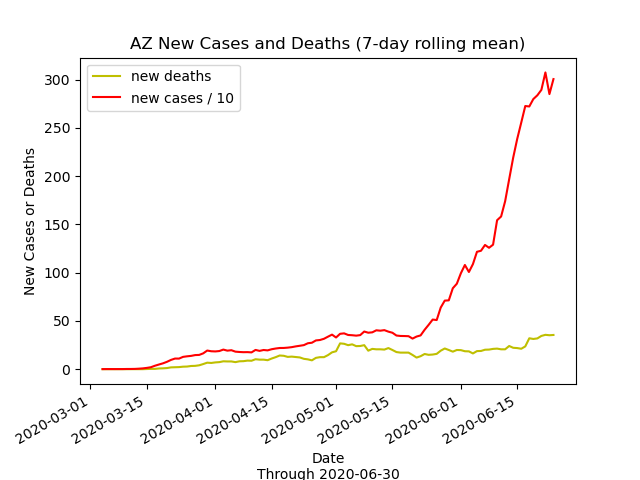 AZ New Cases and Deaths (7-day rolling mean)
new deaths
new cases / 10
New Cases or Deaths
300
250
200
150
100
50
0
2020-03-01
2020-03-15
2020-04-01
2020-04-15
2020-05-01
2020-05-15
2020-06-01
2020-06-15
Date
Through 2020-06-30